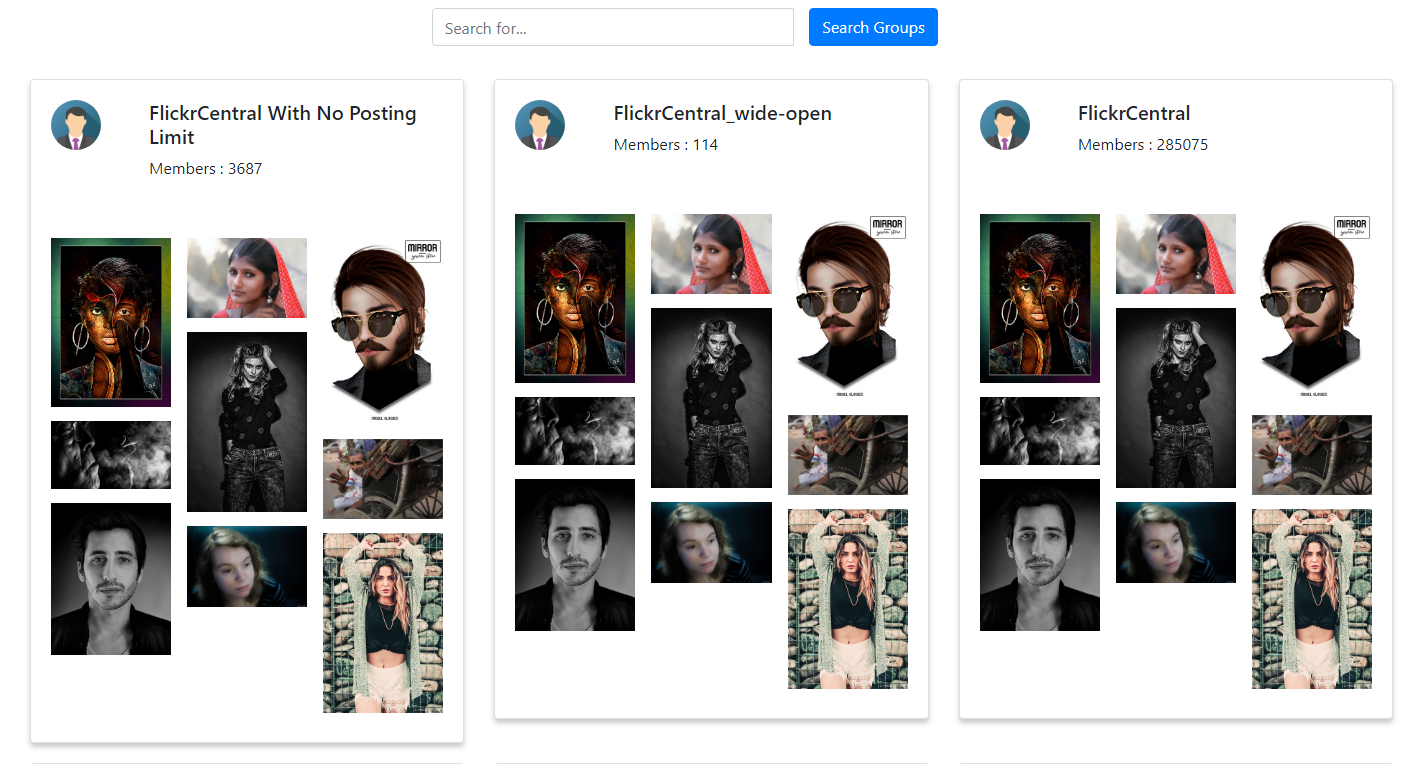 Search for...
Search Groups
FlickrCentral With No Posting
Limit
Members : 3687
FlickrCentral_wide-open
Members : 114
FlickrCentral
Members : 285075
MIRROR
MIRROR
MIRROR